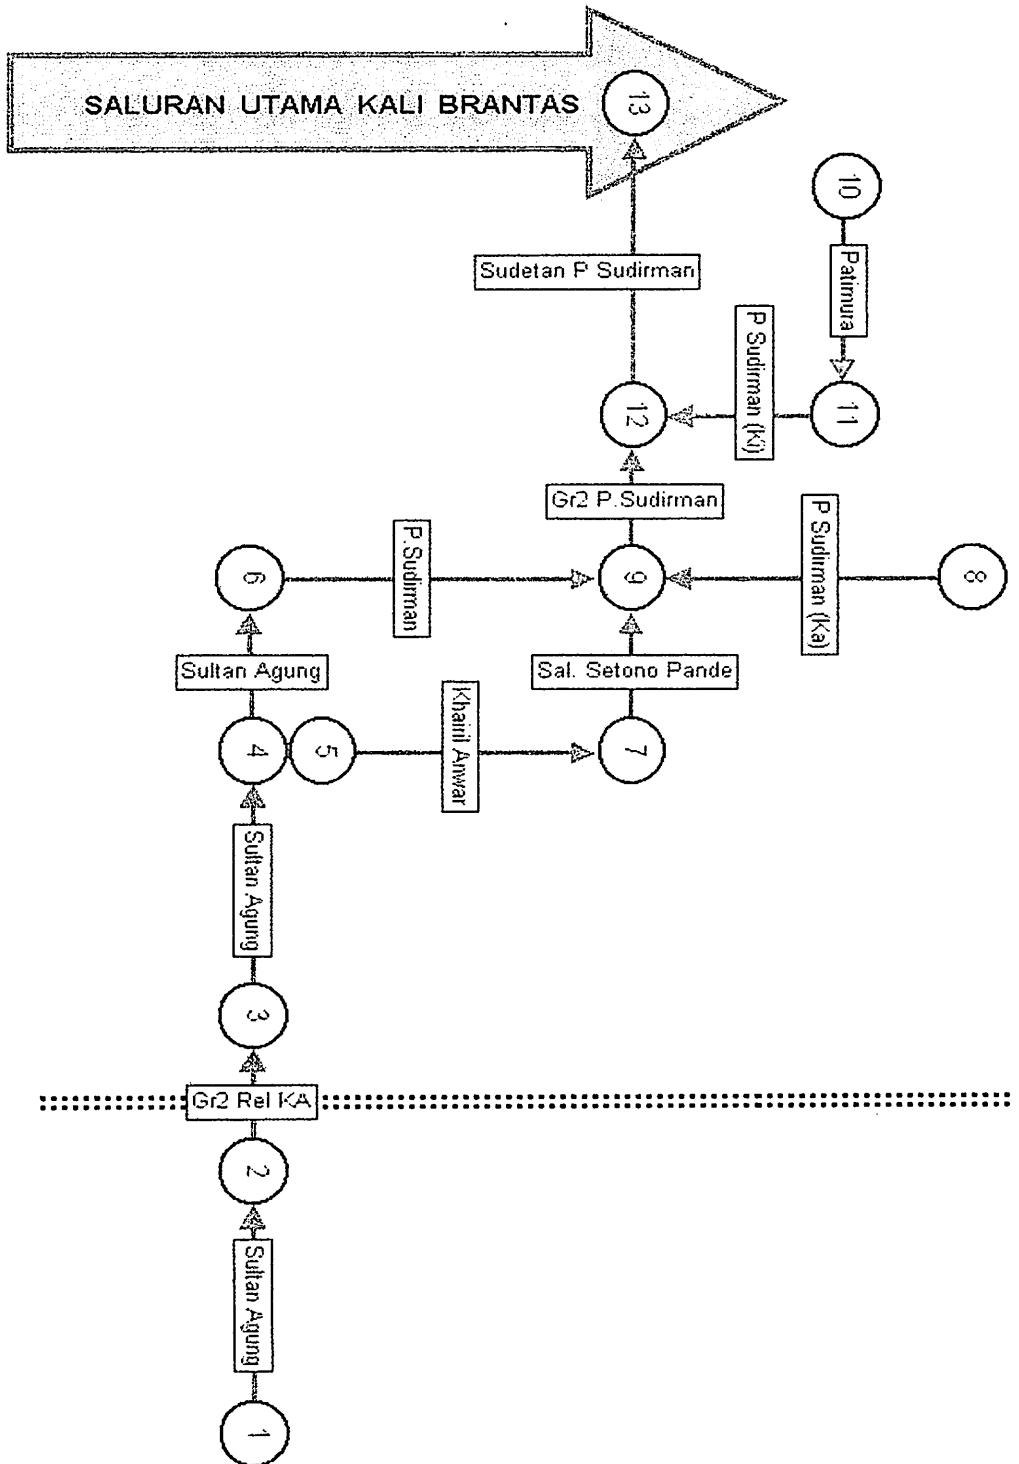 SALURAN UTAMA KALI BRANTAS
13
10
Patimura
Sudetan P Sudirman
P Sudirman (Ki)
12
11
Gr2 P.Sudirman
P.Sudirman
P Sudirman (Ka)
6
9
8
Sultan Agung
Sal. Setono Pande
Khairil Anwar
4
5
7
Sultan Agung
3
Gr2 Rel KA
2
Sultan Agung
1